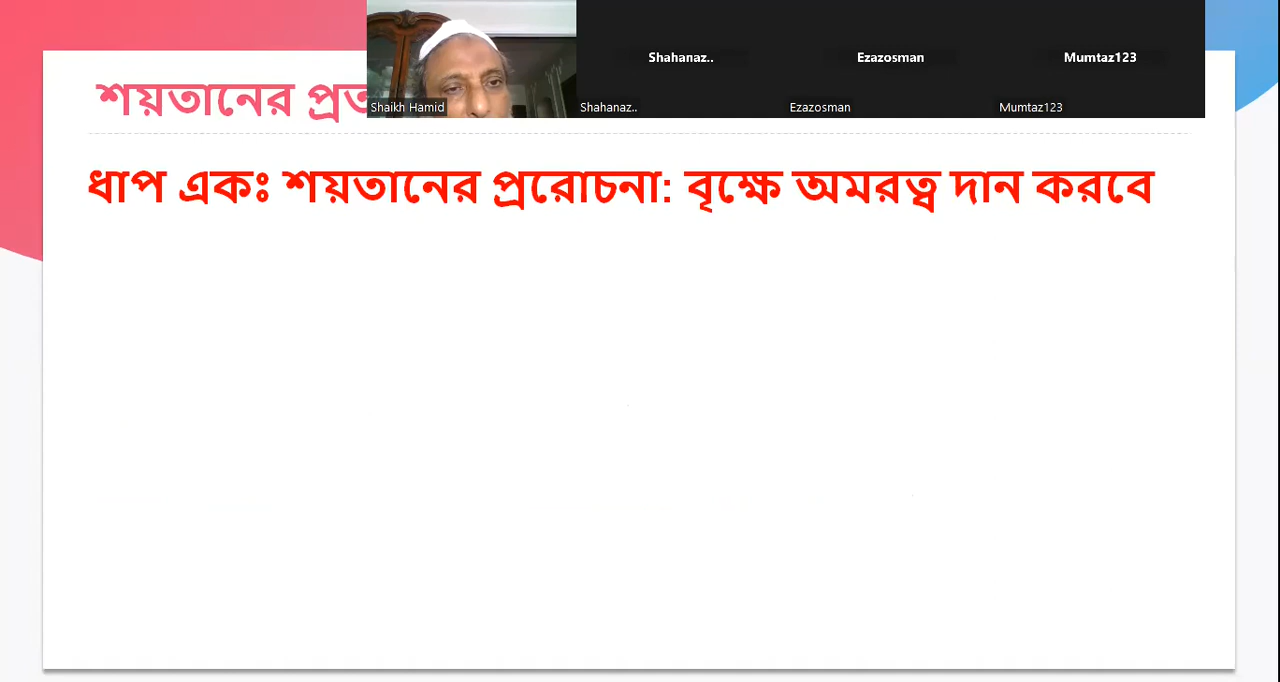 Shahanaz.. Ezazosman Mumtaz123
Shaikh Hamid Shahanaz.. Ezazosman Mumtaz123
শয়তানের
ধাপ একঃ শয়তানের প্ররোচনা: বৃক্ষে অমরত্ব দান করবে